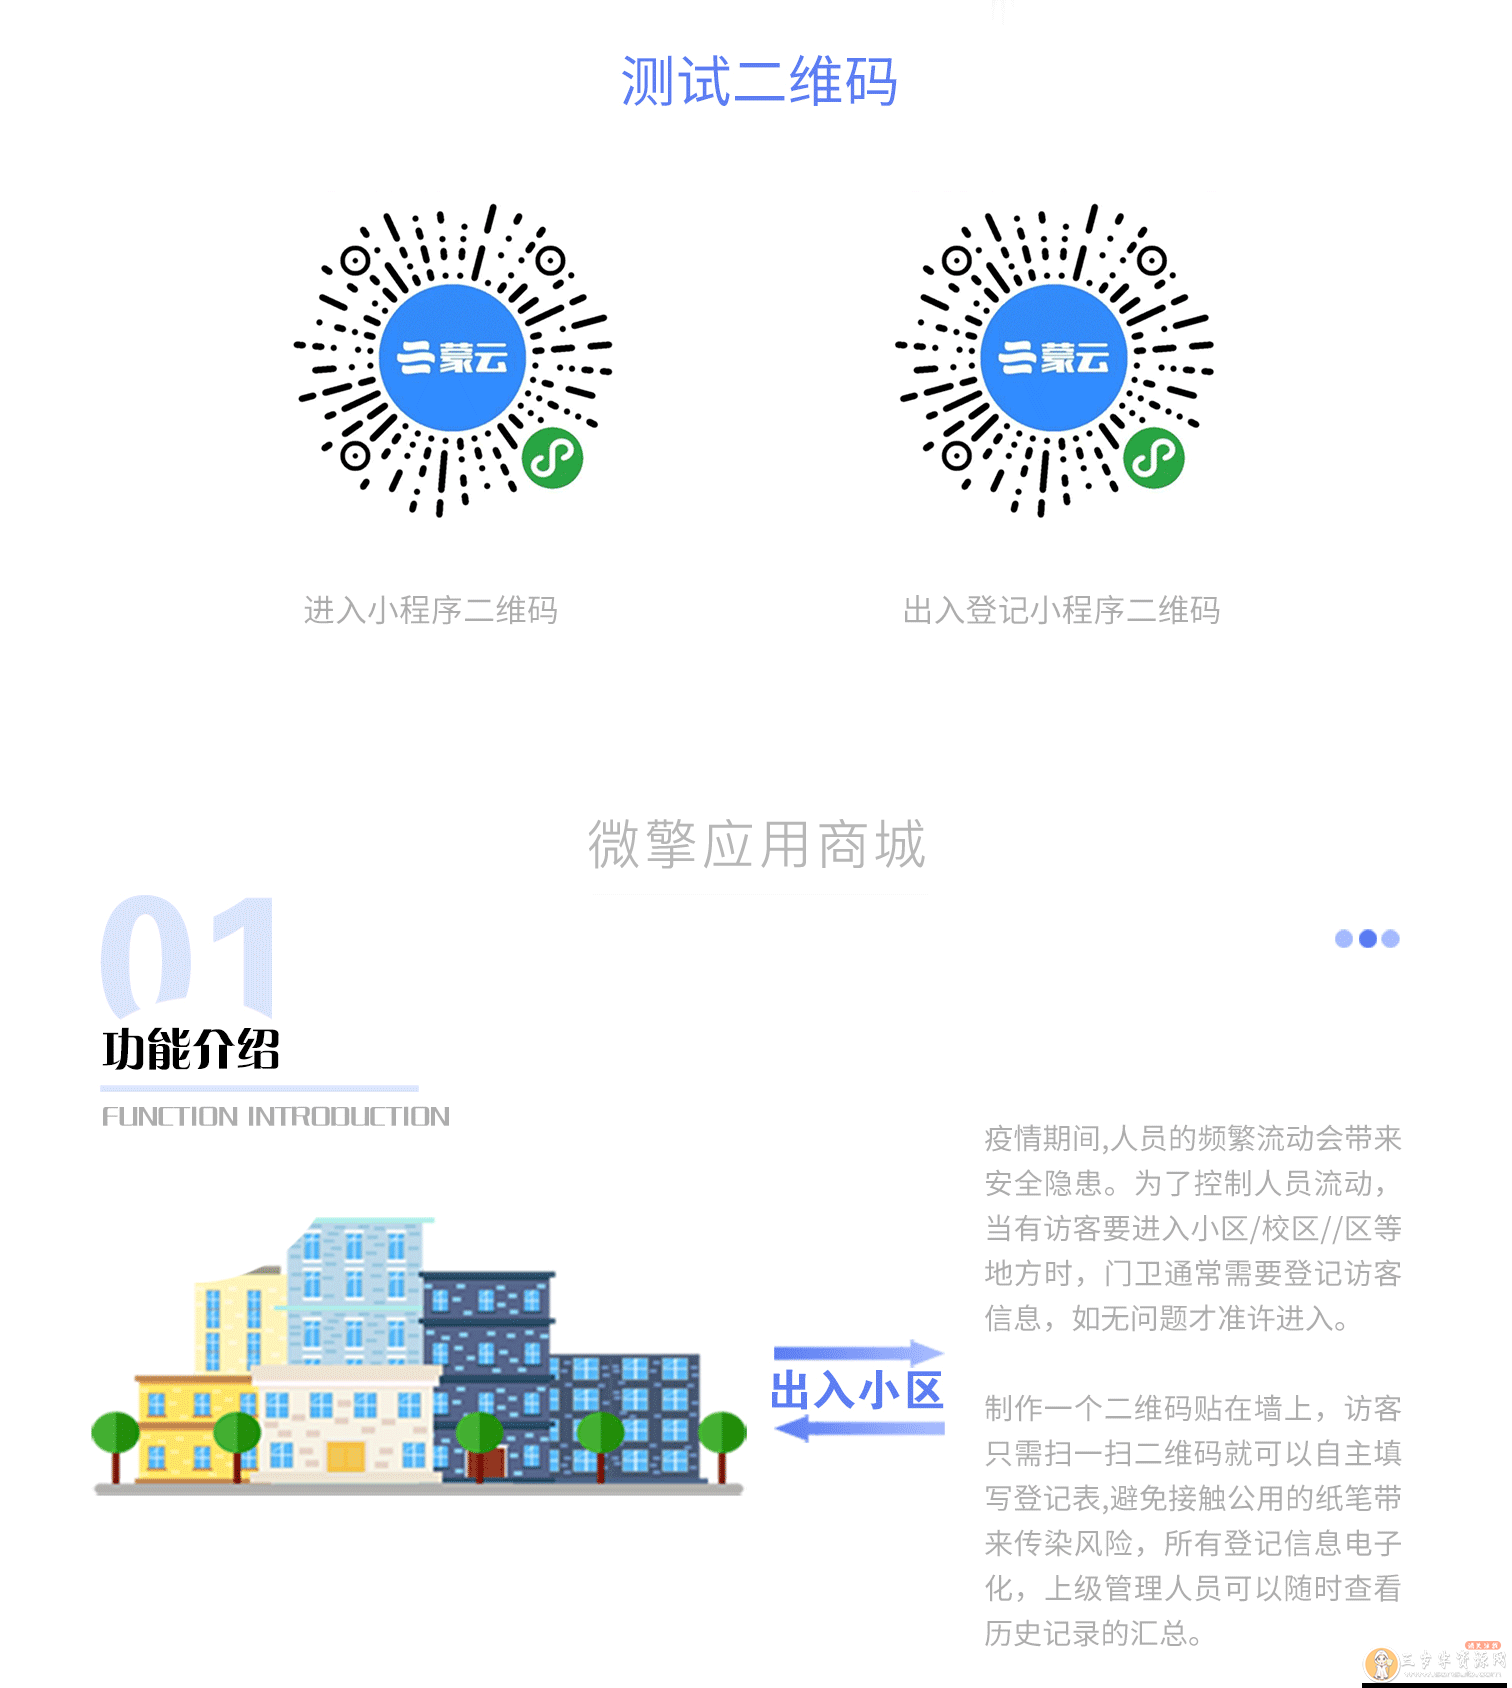 测试二维码
蒙云
蒙云
进入小程序二维码
出入登记小程序二维码
微擎应用商城
01
功能介绍
FUNCTION INTRODUCTION
疫情期间,人员的频繁流动会带来
安全隐患。为了控制人员流动，
当有访客要进入小区/校区//区等
地方时，门卫通常需要登记访客
信息，如无问题才准许进入。
出入小区
制作一个二维码贴在墙上，访客
只需扫一扫二维码就可以自主填
写登记表,避免接触公用的纸笔带
来传染风险，所有登记信息电子
化，上级管理人员可以随时查看
历史记录的汇总。
三步半资源网